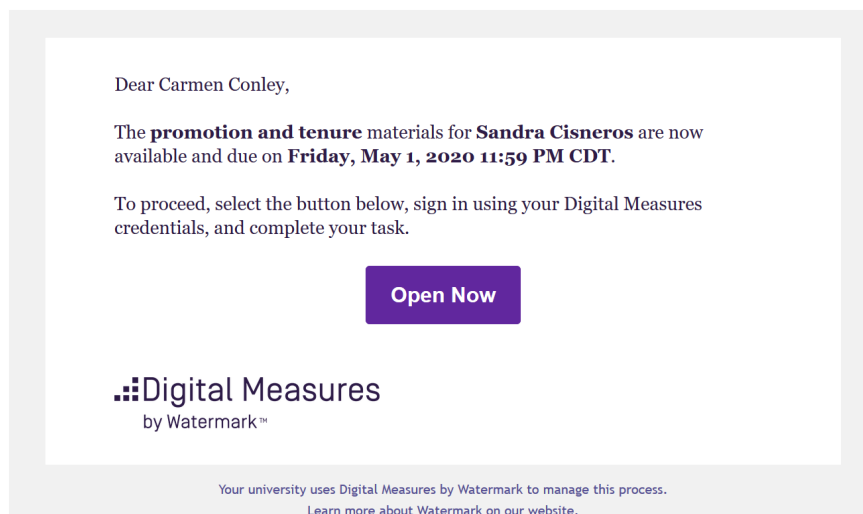 Dear Carmen Conley,
The promotion and tenure materials for Sandra Cisneros are now
available and due on Friday, May 1, 2020 11:59 PM CDT.
To proceed, select the button below, sign in using your Digital Measures
credentials, and complete your task.
Open Now
Digital Measures
by Watermark™
Your university uses Digital Measures by Watermark to manage this process.
Learn more about Watermark on our website.